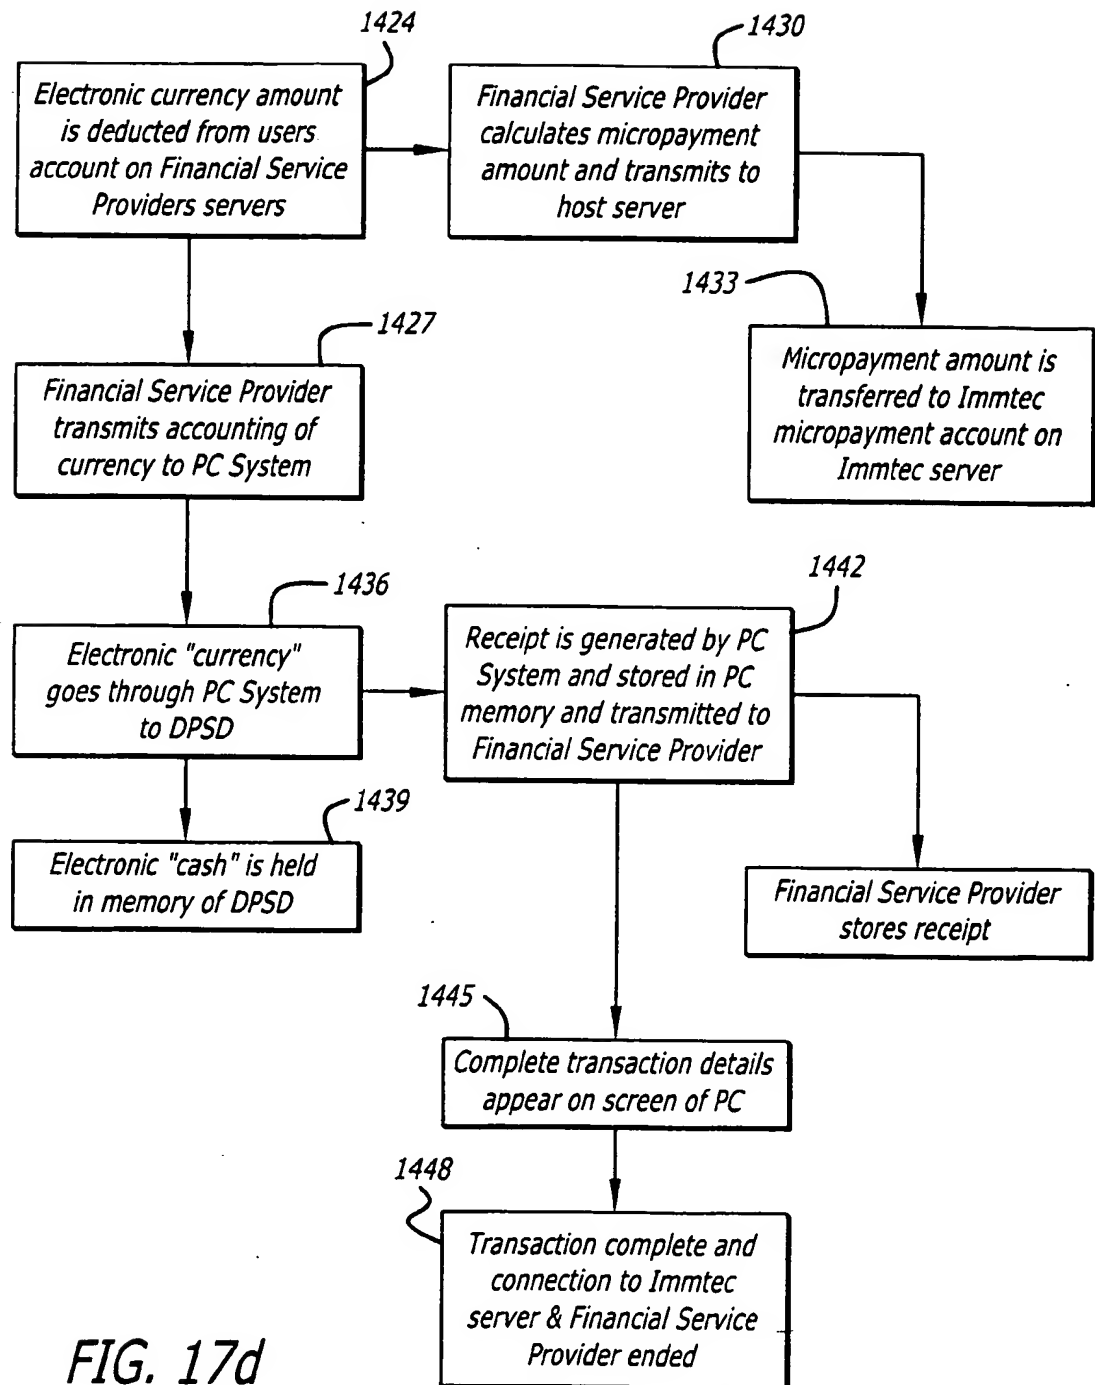 1424
Electronic currency amount
is deducted from users
account on Financial Service
Providers servers
1430
Financial Service Provider
calculates micropayment
amount and transmits to
host server
1433
Micropayment amount is
transferred to Immtec
micropayment account on
Immtec server
1427
Financial Service Provider
transmits accounting of
currency to PC System
1436
Electronic "currency"
goes through PC System
to DPSD
1442
Receipt is generated by PC
System and stored in PC
memory and transmitted to
Financial Service Provider
1439
Electronic "cash" is held
in memory of DPSD
Financial Service Provider
stores receipt
1445
Complete transaction details
appear on screen of PC
1448
Transaction complete and
connection to Immtec
server & Financial Service
Provider ended
FIG. 17d